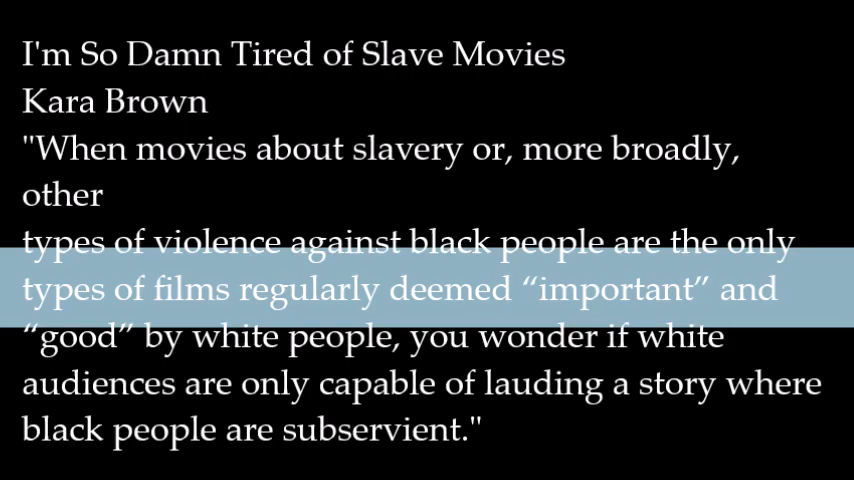 I'm So Damn Tired of Slave Movies
Kara Brown
"When movies about slavery or, more broadly,
other
types of violence against black people are the only
types of films regularly deemed “important” and
“good” by white people, you wonder if white
audiences are only capable of lauding a story where
black people are subservient."